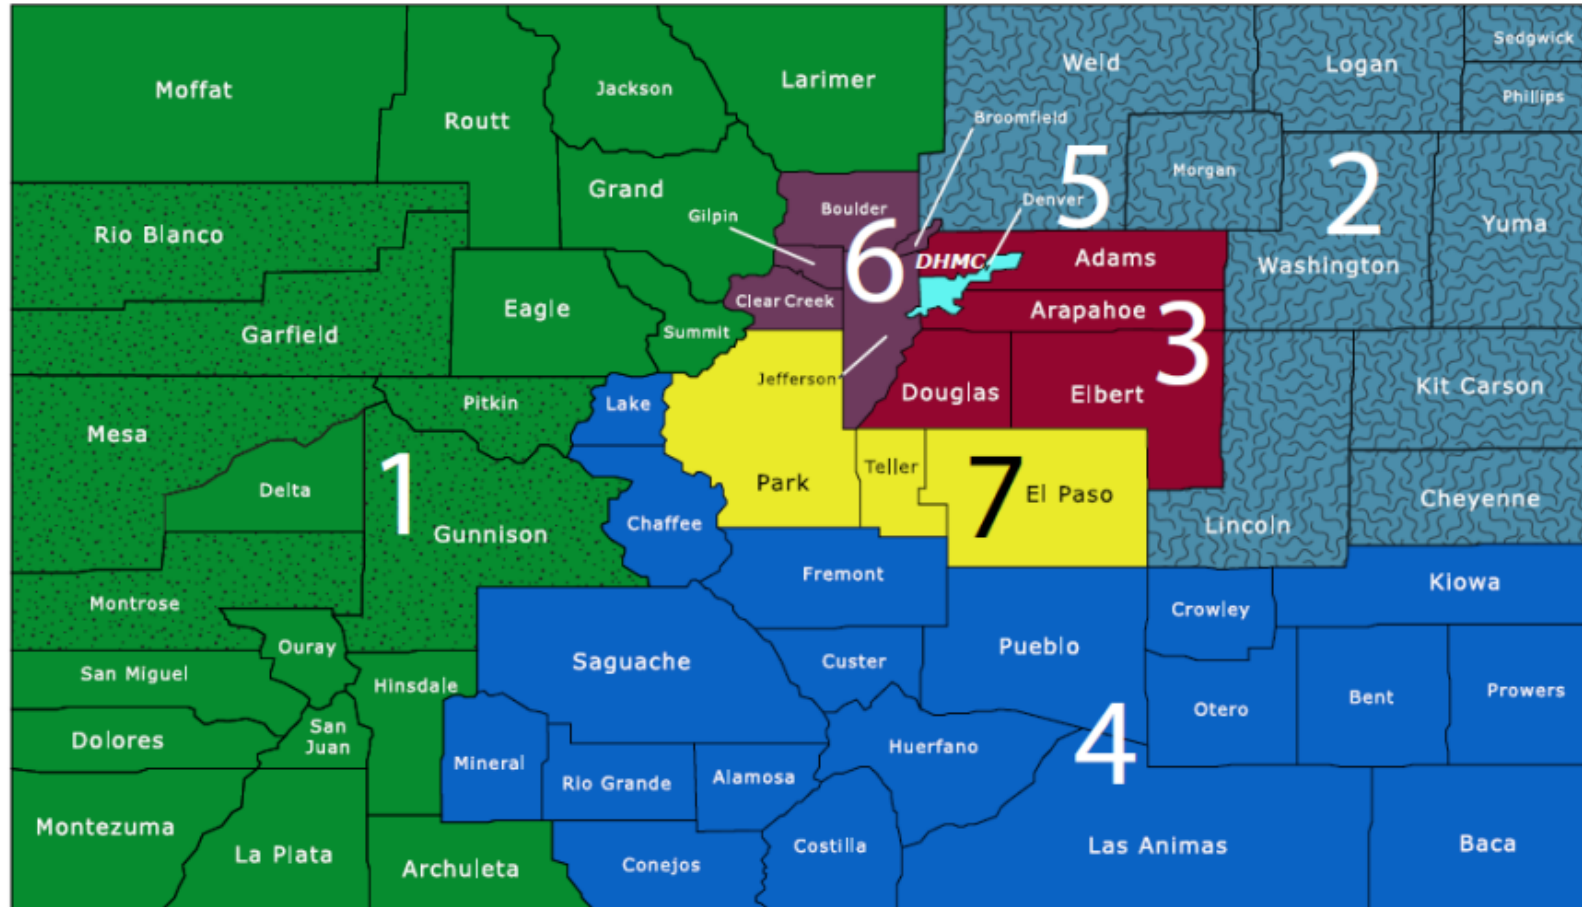 Moffat
Routt
Jackson
Larimer
Weld
Logan
Sedgwick
Phillips
Broomfield
Morgan
5
2
Denver
Yuma
Washington
Rio Blanco
Grand
Gilpin
Boulder
6
DHMC
Adams
Arapahoe
3
Clear Creek
Garfield
Eagle
Summit
Jefferson
Douglas
Elbert
Kit Carson
Mesa
Pitkin
Lake
Delta
1
Gunnison
Park
Teller
7
El Paso
Lincoln
Cheyenne
Chaffee
Montrose
Fremont
Crowley
Kiowa
Ouray
San Miguel
Hinsdale
Saguache
Custer
Pueblo
Otero
Bent
Prowers
Dolores
San
Juan
Mineral
Rio Grande
Alamosa
Huerfano
4
Montezuma
La Plata
Archuleta
Conejos
Costilla
Las Animas
Baca